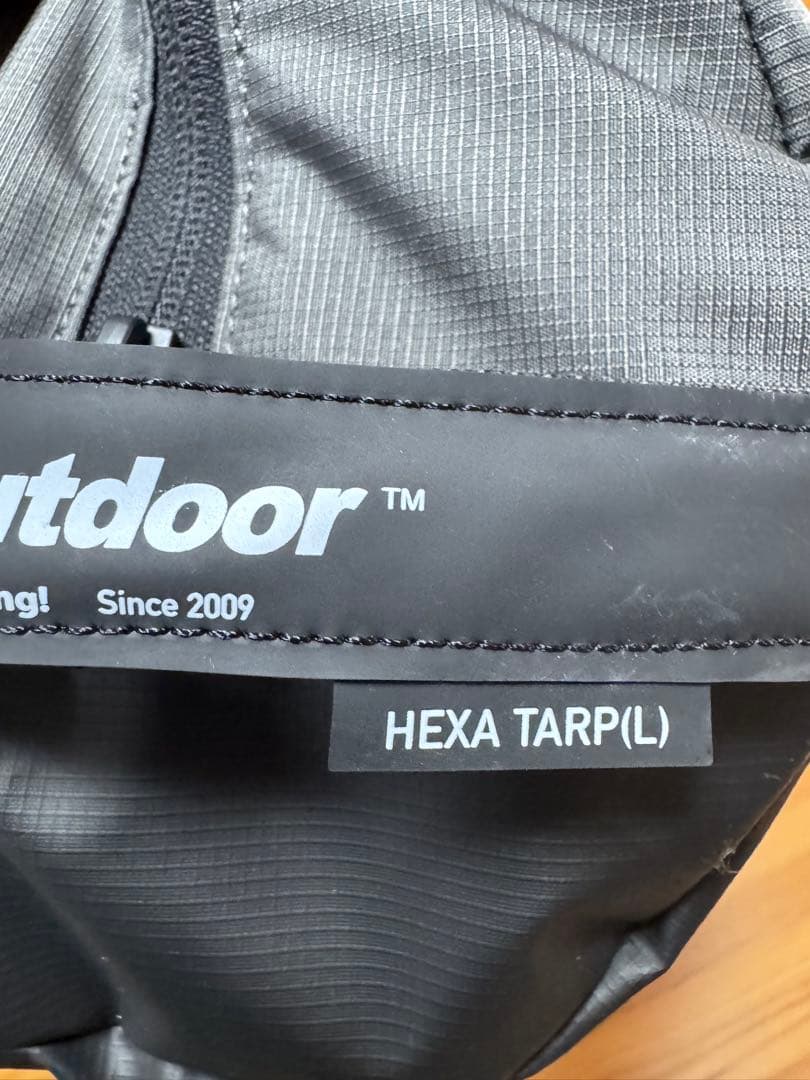 utdoor™
ng! Since 2009
HEXA TARP(L)